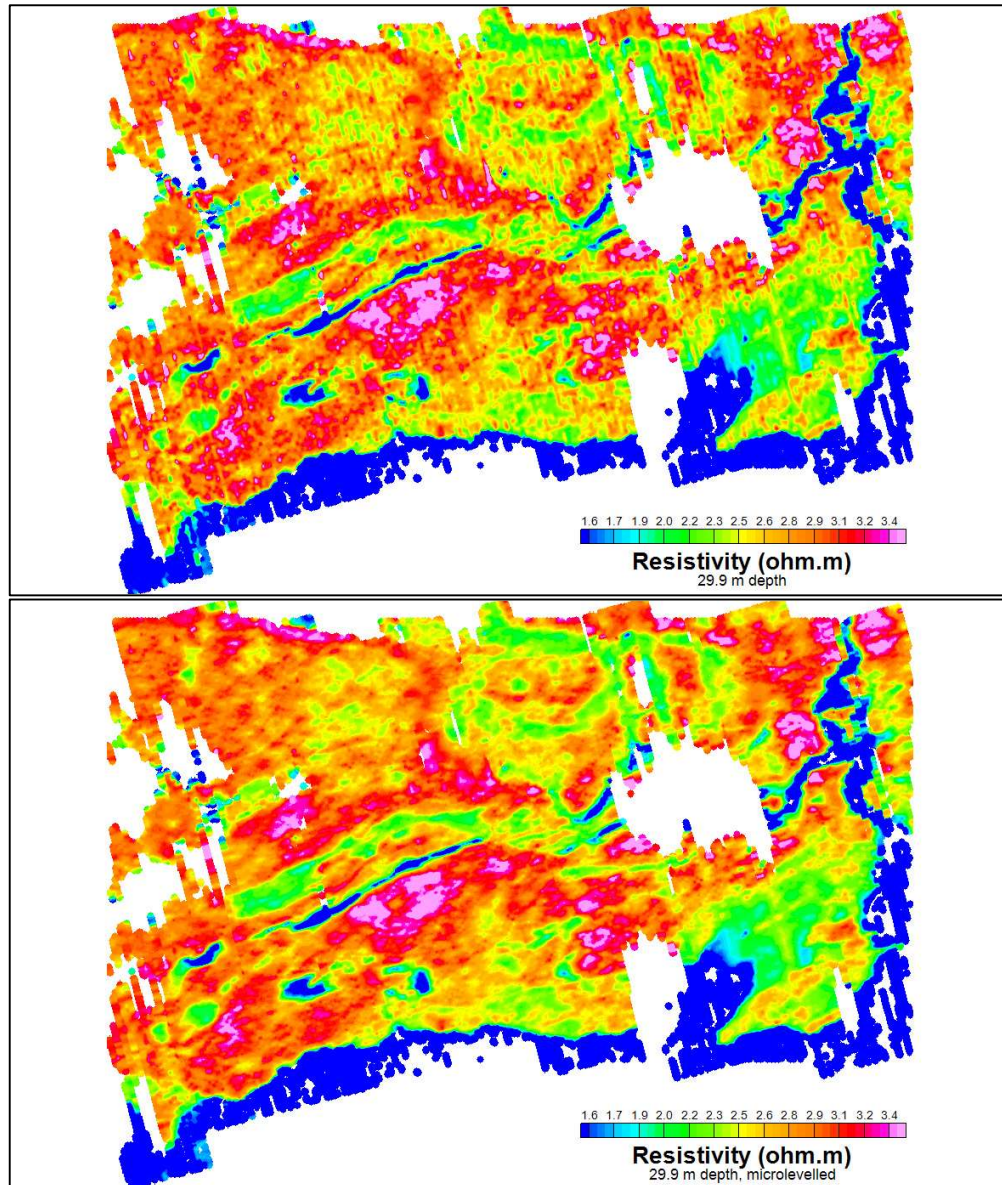 1.6 1.7 1.9 2.0 2.2 2.3 2.5 2.6 2.8 2.9 3.1 3.2 3.4
Resistivity (ohm.m)
29.9 m depth
1.6 1.7 1.9 2.0 2.2 2.3 2.5 2.6 2.8 2.9 3.1 3.2 3.4
Resistivity (ohm.m)
29.9 m depth, microlevelled